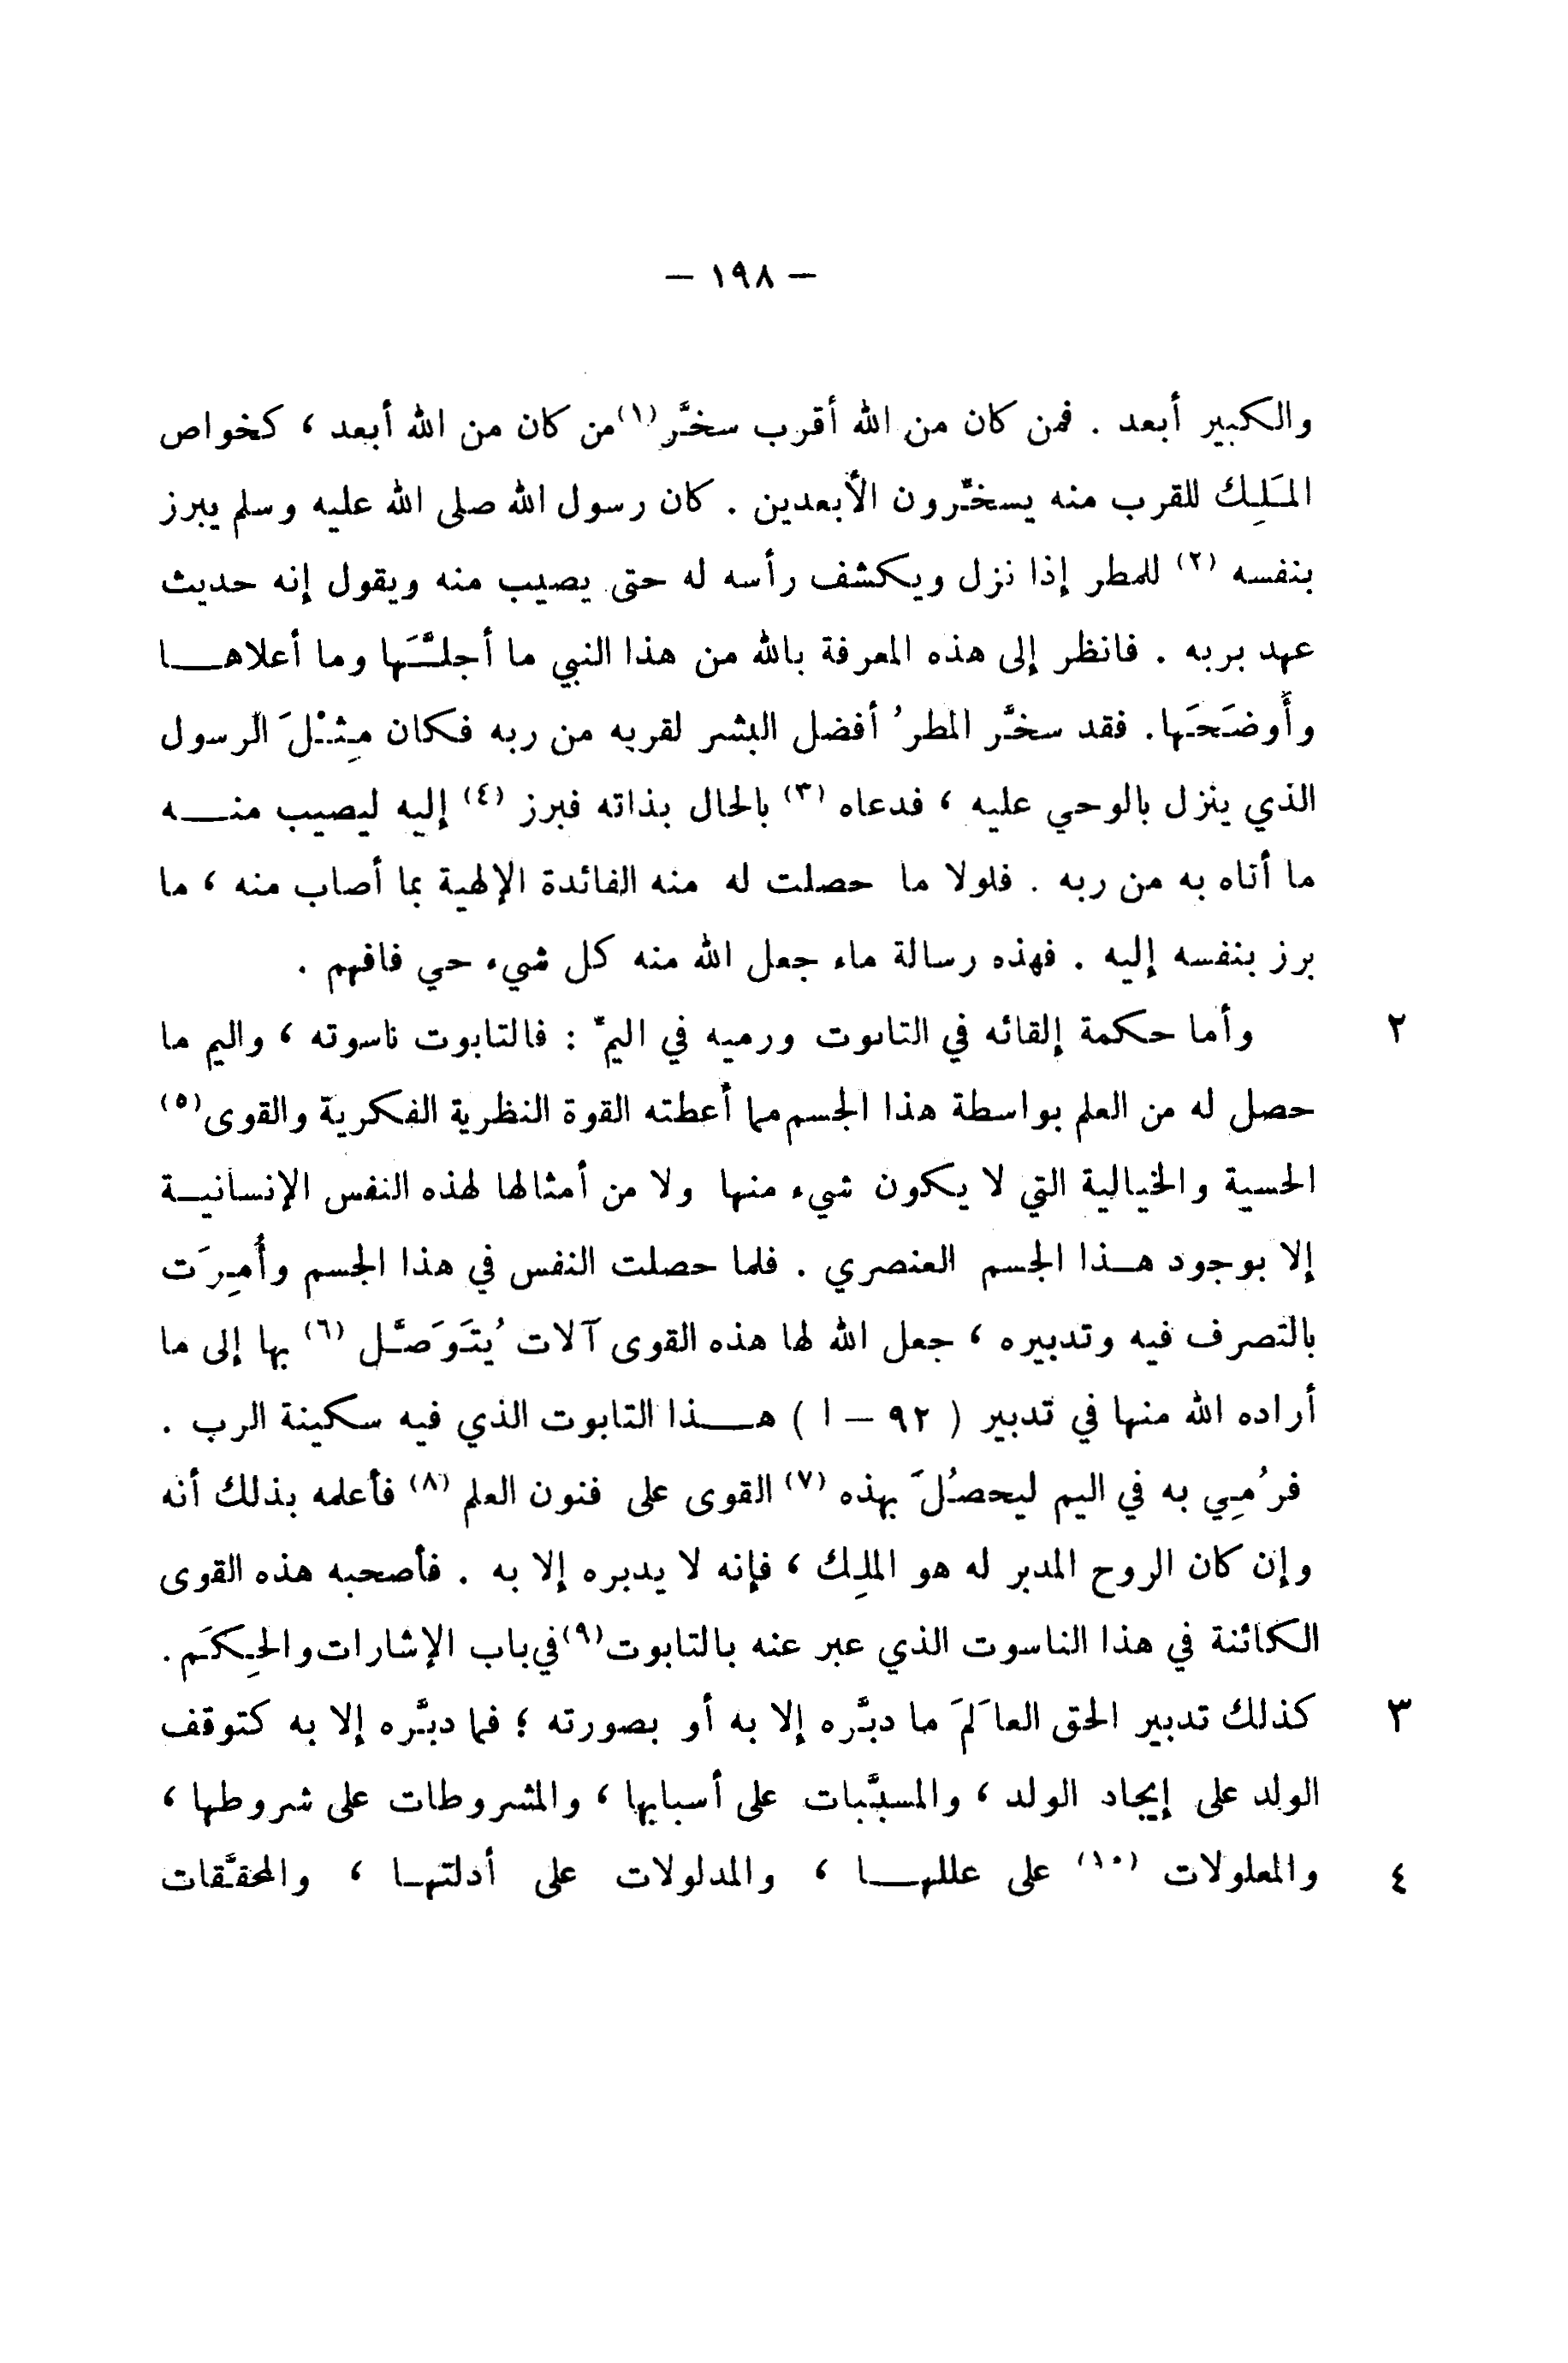 – ١٩٨ –
والكبير أبعد . فمن كان من الله أقرب سخَّر (١) من كان من الله أبعد ، كخواص
المَلِك للقرب منه يسخِّرون الأبعدين . كان رسول الله صلى الله عليه وسلم يبرز
بنفسه (٢) للمطر إذا نزل ويكشف رأسه له حتى يصيب منه ويقول إنه حديث
عهد بربه . فانظر إلى هذه المعرفة بالله من هذا النبي ما أجلَّها وما أعلاهـــا
وأَوضَحَها. فقد سخَّر المطرُ أفضل البشر لقربه من ربه فكان مِثْلَ الرسول
الذي ينزل بالوحي عليه ، فدعاه (٣) بالحال بذاته فبرز (٤) إليه ليصيب منـــه
ما أتاه به من ربه . فلولا ما حصلت له منه الفائدة الإلهية بما أصاب منه ، ما
برز بنفسه إليه . فهذه رسالة ماء جعل الله منه كل شيء حي فافهم .
٢ وأما حكمة إلقائه في التابوت ورميه في اليمّ : فالتابوت ناسوته ، واليم ما
حصل له من العلم بواسطة هذا الجسم مما أعطته القوة النظرية الفكرية والقوى (٥)
الحسية والخيالية التي لا يكون شيء منها ولا من أمثالها لهذه النفس الإنسانيـة
إلا بوجود هـذا الجسم العنصري . فلما حصلت النفس في هذا الجسم وأُمِرَت
بالتصرف فيه وتدبيره ، جعل الله لها هذه القوى آلات يُتَوَصَّل (٦) بها إلى ما
أراده الله منها في تدبير ( ٩٢ – ا ) هـــذا التابوت الذي فيه سكينة الرب .
فرُمِي به في اليم ليحصُلَ بهذه (٧) القوى على فنون العلم (٨) فأعلمه بذلك أنه
وإن كان الروح المدبر له هو الملِك ، فإنه لا يدبره إلا به . فأصحبه هذه القوى
الكائنة في هذا الناسوت الذي عبر عنه بالتابوت (٩) في باب الإشارات والحِكَم.
٣ كذلك تدبير الحق العالَمَ ما دبَّره إلا به أو بصورته ؛ فما دبَّره إلا به كتوقف
الولد على إيجاد الولد ، والمسبَّبات على أسبابها ، والمشروطات على شروطها ،
٤ والمعلولات (١٠) على عللهـــا ، والمدلولات على أدلتهـا ، والمحقَّقات